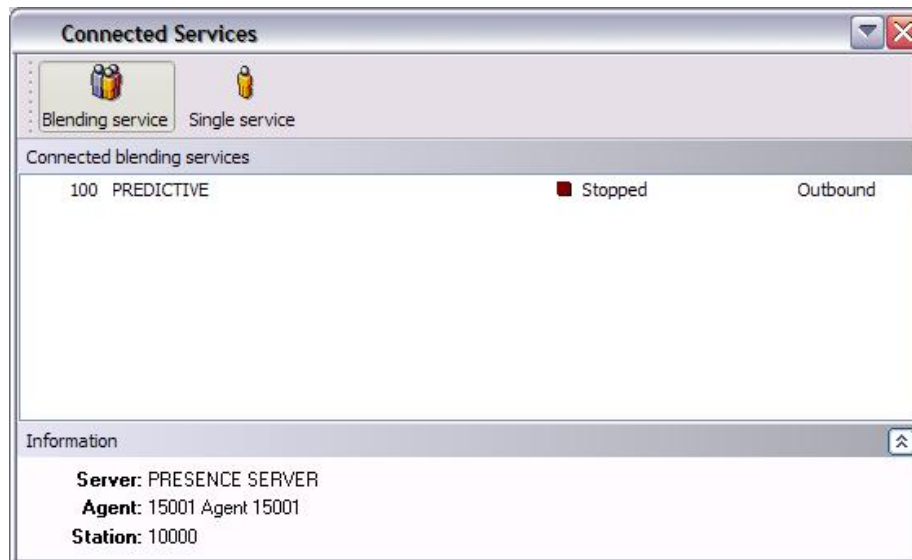 Connected Services
Blending service Single service
Connected blending services
100 PREDICTIVE Stopped Outbound
Information
Server: PRESENCE SERVER
Agent: 15001 Agent 15001
Station: 10000